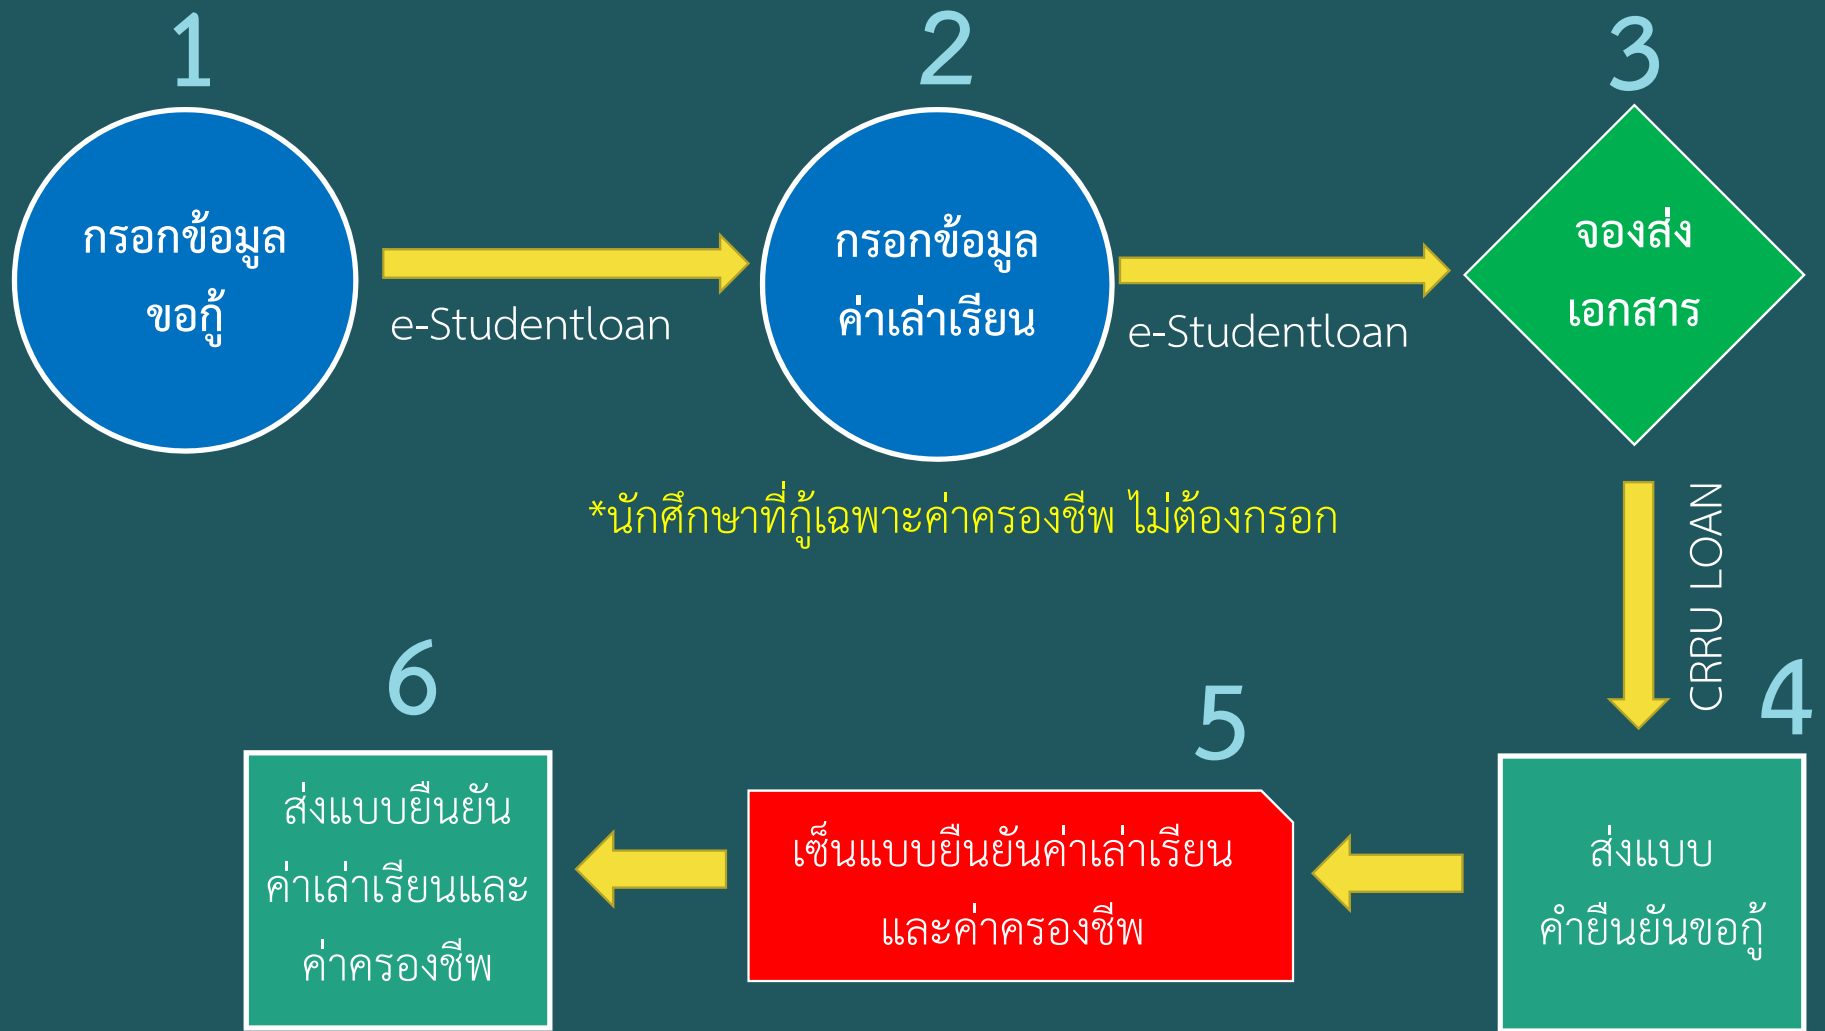 1
กรอกข้อมูล
ขอกู้
e-Studentloan
2
กรอกข้อมูล
ค่าเล่าเรียน
e-Studentloan
3
จองส่ง
เอกสาร
*นักศึกษาที่กู้เฉพาะค่าครองชีพ ไม่ต้องกรอก
CRRU LOAN
4
ส่งแบบ
คำยืนยันขอกู้
5
เซ็นแบบยืนยันค่าเล่าเรียน
และค่าครองชีพ
6
ส่งแบบยืนยัน
ค่าเล่าเรียนและ
ค่าครองชีพ